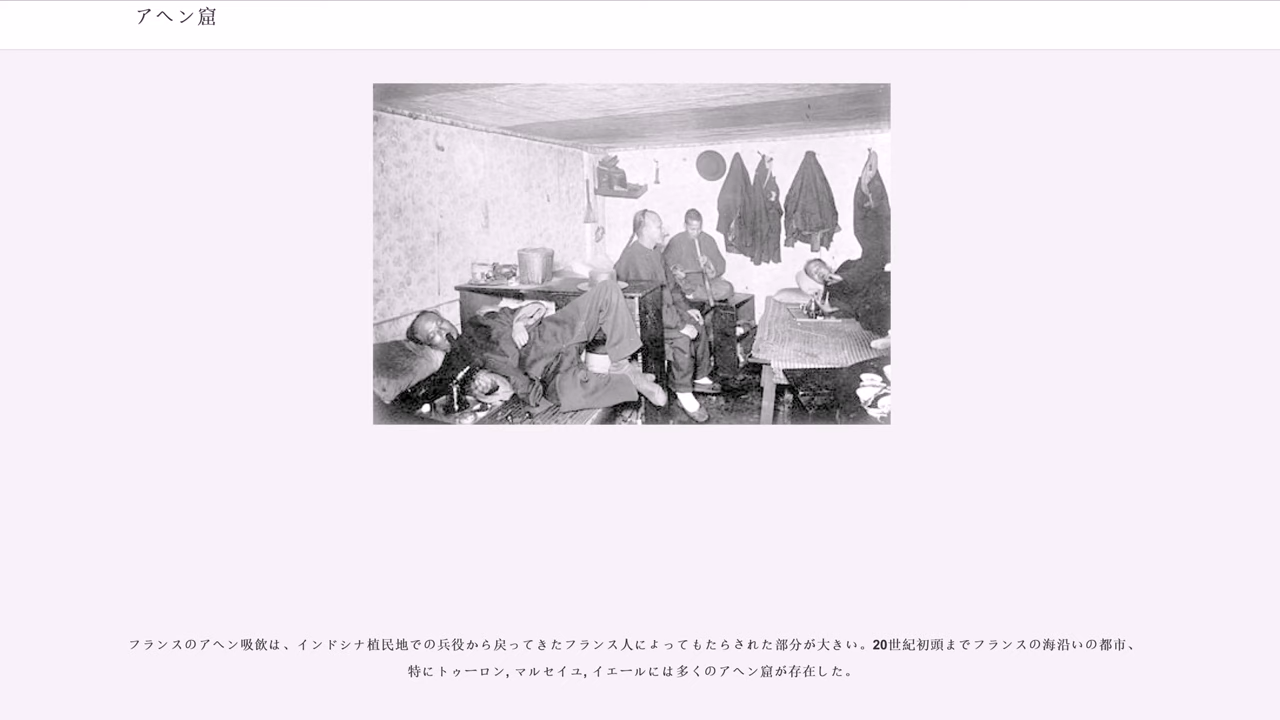 アヘン窟
フランスのアヘン吸飲は、インドシナ植民地での兵役から戻ってきたフランス人によってもたらされた部分が大きい。20世紀初頭までフランスの海沿いの都市、
特にトゥーロン, マルセイユ, イエールには多くのアヘン窟が存在した。